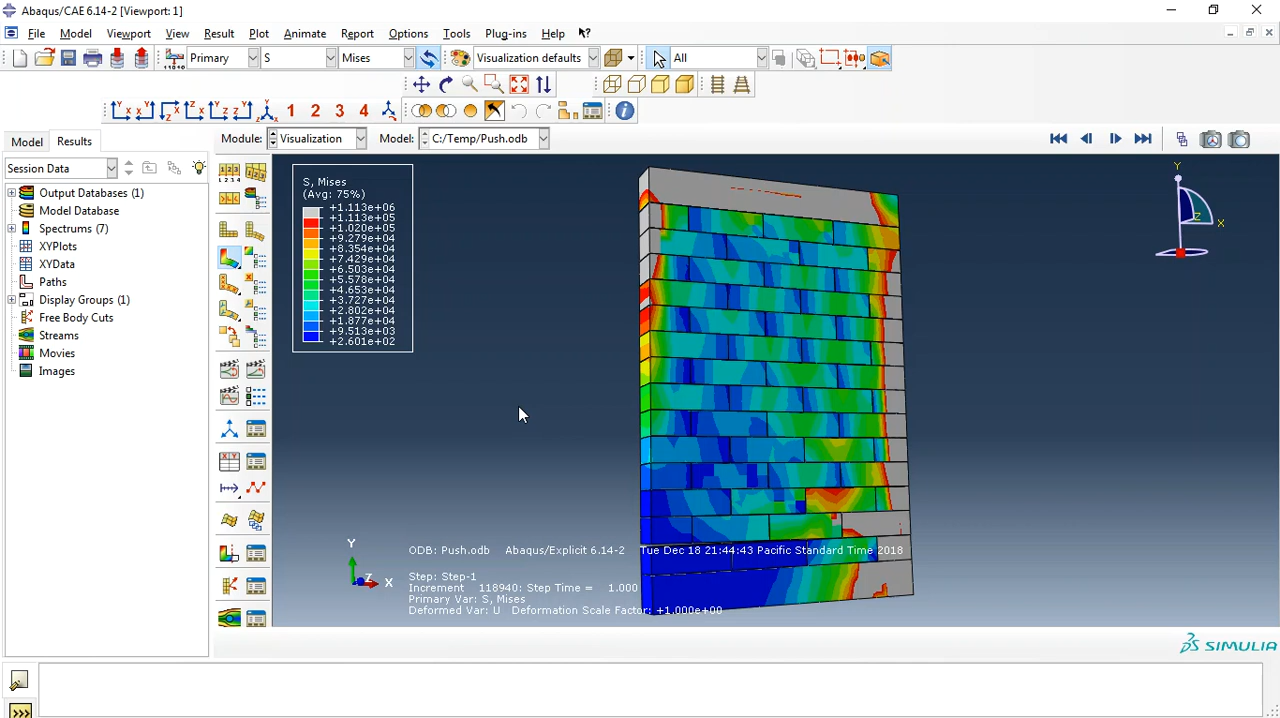 Abaqus/CAE 6.14-2 [Viewport: 1]
File Model Viewport View Result Plot Animate Report Options Tools Plug-ins Help
Primary S Mises Visualization defaults All
1 2 3 4
Model Results Module: Visualization Model: C:/Temp/Push.odb
Session Data
Output Databases (1)
Model Database
Spectrums (7)
XYPlots
XYData
Paths
Display Groups (1)
Free Body Cuts
Streams
Movies
Images
S, Mises
(Avg: 75%)
+1.113e+06
+1.113e+05
+1.020e+05
+9.279e+04
+8.354e+04
+7.429e+04
+6.503e+04
+5.578e+04
+4.653e+04
+3.727e+04
+2.802e+04
+1.877e+04
+9.513e+03
+2.601e+02
Y
Z
X
Y
Z
X
ODB: Push.odb Abaqus/Explicit 6.14-2 Tue Dec 18 21:44:43 Pacific Standard Time 2018
Step: Step-1
Increment 118940: Step Time = 1.000
Primary Var: S, Mises
Deformed Var: U Deformation Scale Factor: +1.000e+00
SIMULIA
>>>